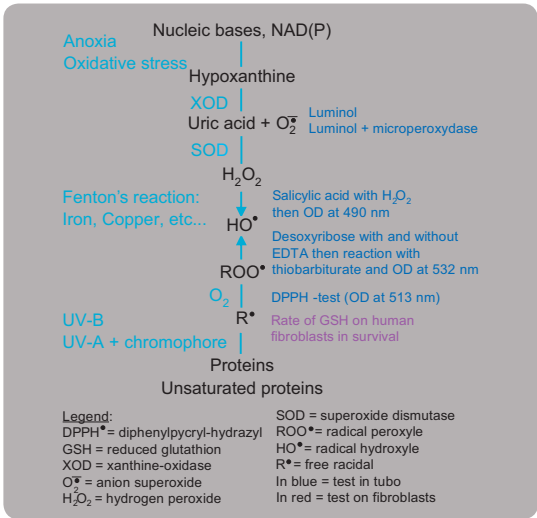 Nucleic bases, NAD(P)
Anoxia
Oxidative stress
Hypoxanthine
XOD
Uric acid + O₂•̄
Luminol
Luminol + microperoxydase
SOD
H₂O₂
Fenton's reaction:
Iron, Copper, etc...
HO•
Salicylic acid with H₂O₂
then OD at 490 nm
Desoxyribose with and without
EDTA then reaction with
thiobarbiturate and OD at 532 nm
ROO•
O₂
DPPH -test (OD at 513 nm)
R•
UV-B
UV-A + chromophore
Rate of GSH on human
fibroblasts in survival
Proteins
Unsaturated proteins
Legend:
DPPH• = diphenylpycryl-hydrazyl
GSH = reduced glutathion
XOD = xanthine-oxidase
O₂•̄ = anion superoxide
H₂O₂ = hydrogen peroxide
SOD = superoxide dismutase
ROO• = radical peroxyle
HO• = radical hydroxyle
R• = free racidal
In blue = test in tubo
In red = test on fibroblasts